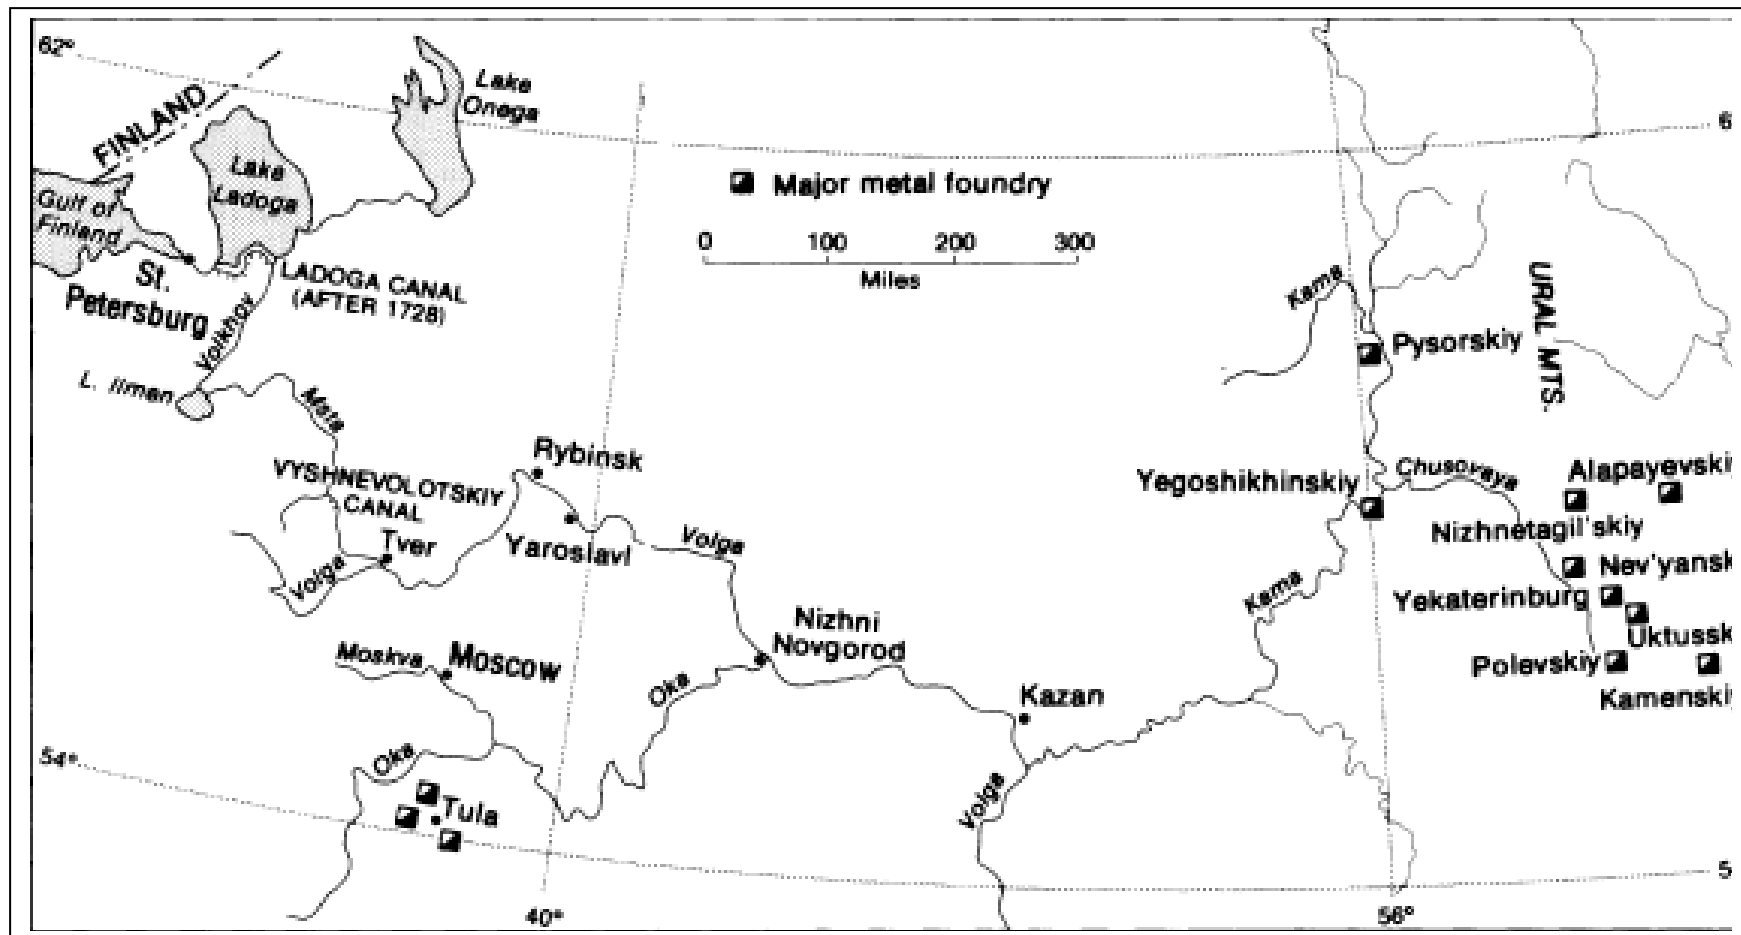 62°
FINLAND
Lake
Onega
Lake
Ladoga
Gulf of
Finland
Major metal foundry
0 100 200 300
Miles
St.
Petersburg
LADOGA CANAL
(AFTER 1728)
Volkhov
L. Ilmen
Msta
Kama
Pysorskiy
URAL MTS.
Rybinsk
VYSHNEVOLOTSKIY
CANAL
Tver
Volga
Yaroslavl
Volga
Yegoshikhinskiy
Chusovaya
Alapayevski
Nizhnetagil'skiy
Nev'yansk
Yekaterinburg
Uktussk
Polevskiy
Kamenski
Kama
Nizhni
Novgorod
Moskva
Moscow
Oka
Kazan
Volga
54°
Oka
Tula
40°
56°
6
5